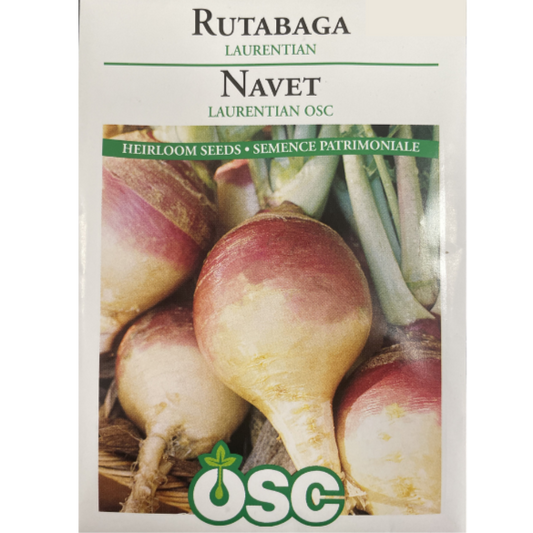 RUTABAGA
LAURENTIAN
NAVET
LAURENTIAN OSC
HEIRLOOM SEEDS • SEMENCE PATRIMONIALE
OSC